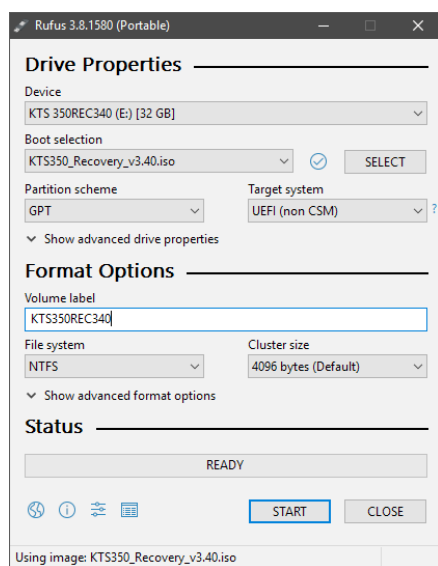 Rufus 3.8.1580 (Portable)
Drive Properties
Device
KTS 350REC340 (E:) [32 GB]
Boot selection
KTS350_Recovery_v3.40.iso
SELECT
Partition scheme
Target system
GPT
UEFI (non CSM)
?
Show advanced drive properties
Format Options
Volume label
KTS350REC340
File system
Cluster size
NTFS
4096 bytes (Default)
Show advanced format options
Status
READY
START
CLOSE
Using image: KTS350_Recovery_v3.40.iso